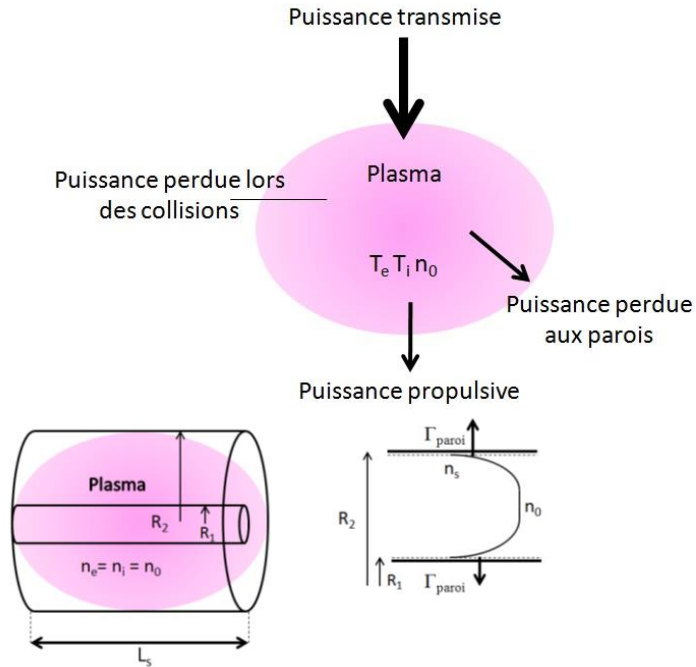 Puissance transmise
Plasma
Puissance perdue lors
des collisions
Te Ti n0
Puissance perdue
aux parois
Puissance propulsive
Plasma
R2
R1
ne= ni = n0
Ls
Γparoi
ns
n0
R2
R1
Γparoi